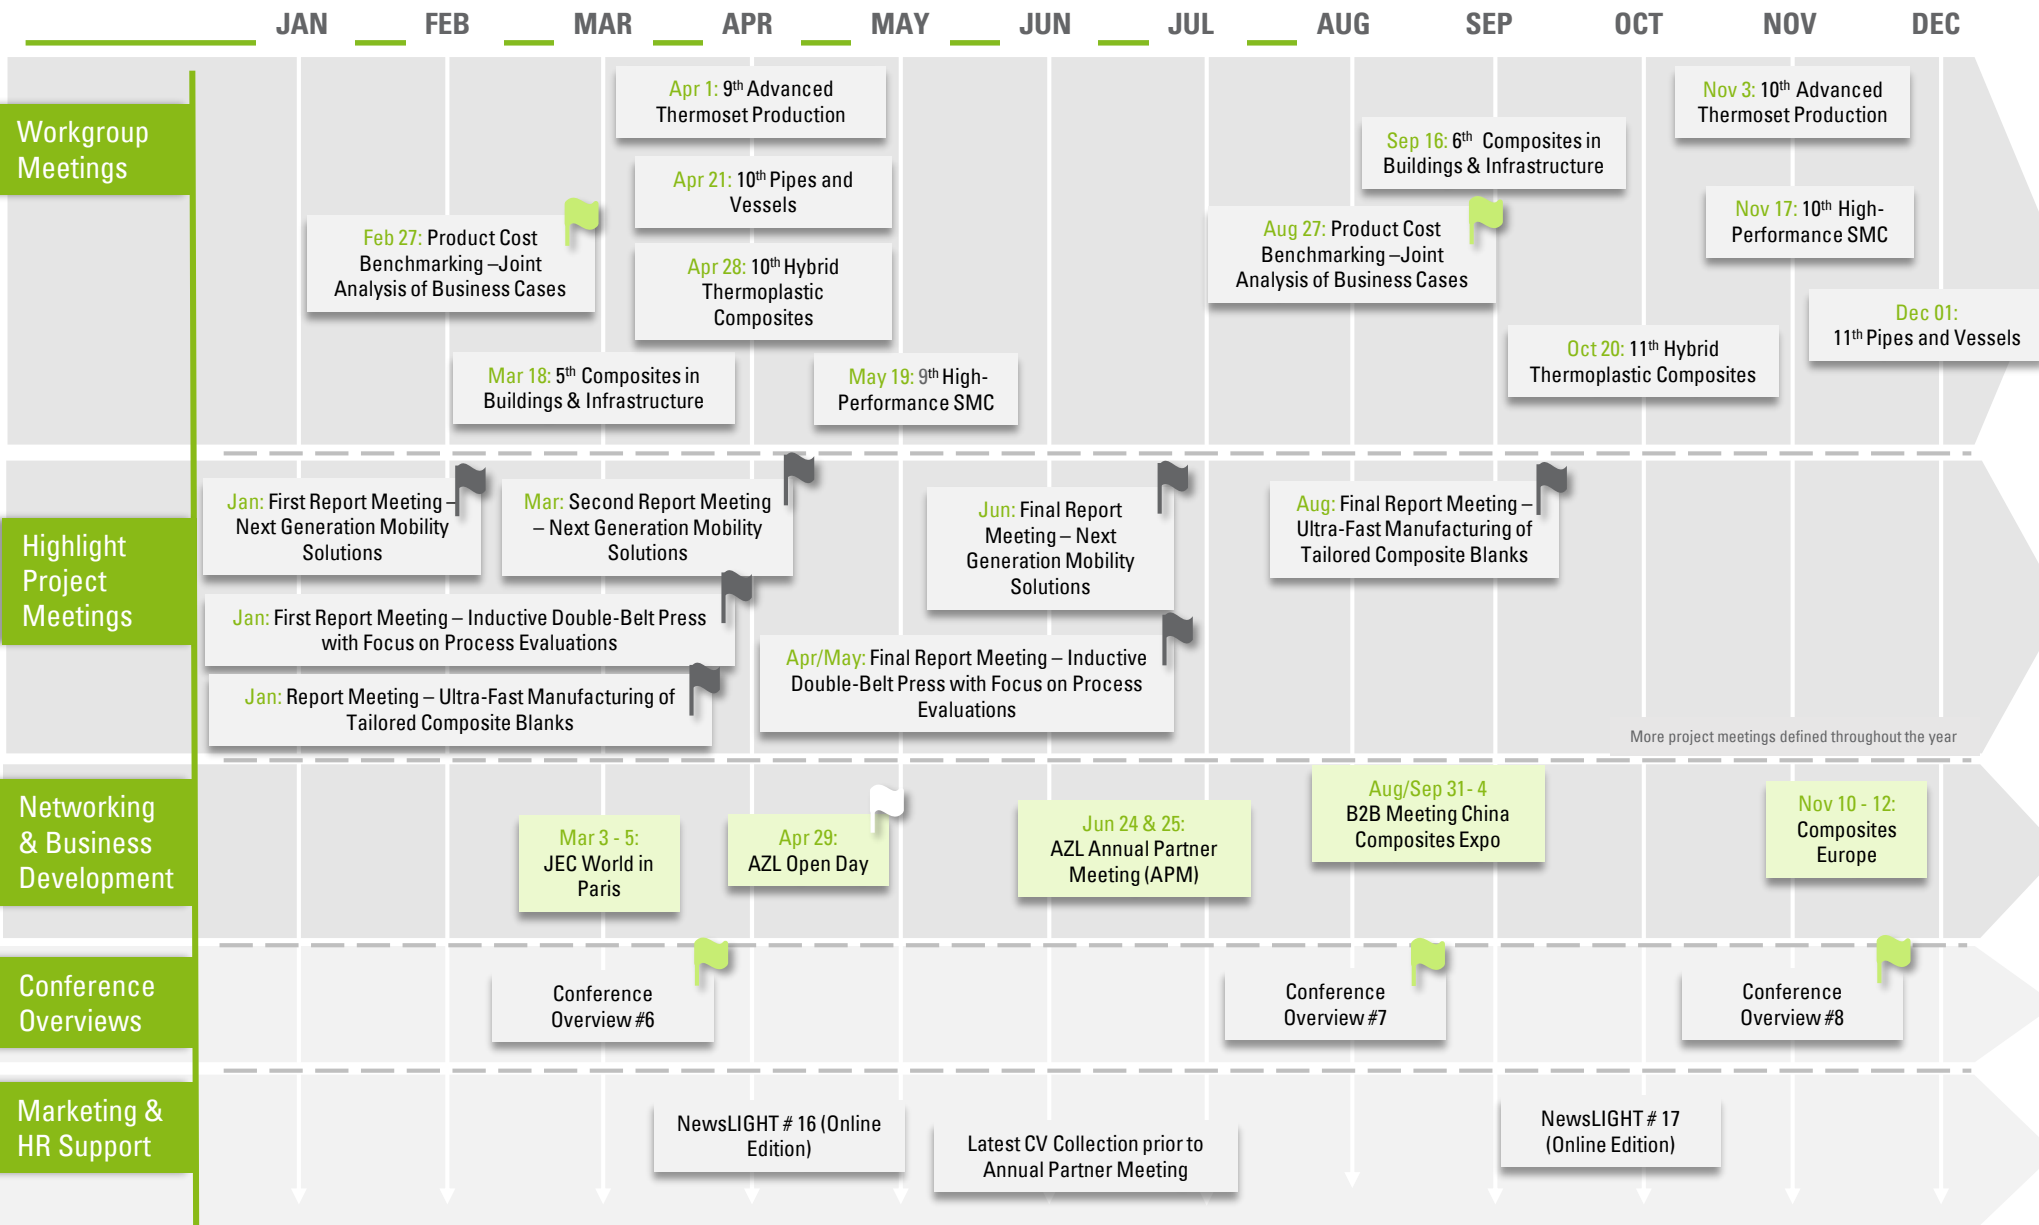 JAN FEB MAR APR MAY JUN JUL AUG SEP OCT NOV DEC
Workgroup
Meetings
Feb 27: Product Cost
Benchmarking –Joint
Analysis of Business Cases
Mar 18: 5th Composites in
Buildings & Infrastructure
Apr 1: 9th Advanced
Thermoset Production
Apr 21: 10th Pipes and
Vessels
Apr 28: 10th Hybrid
Thermoplastic
Composites
May 19: 9th High-
Performance SMC
Aug 27: Product Cost
Benchmarking –Joint
Analysis of Business Cases
Sep 16: 6th Composites in
Buildings & Infrastructure
Oct 20: 11th Hybrid
Thermoplastic Composites
Nov 3: 10th Advanced
Thermoset Production
Nov 17: 10th High-
Performance SMC
Dec 01:
11th Pipes and Vessels
Highlight
Project
Meetings
Jan: First Report Meeting –
Next Generation Mobility
Solutions
Mar: Second Report Meeting
– Next Generation Mobility
Solutions
Jan: First Report Meeting – Inductive Double-Belt Press
with Focus on Process Evaluations
Jan: Report Meeting – Ultra-Fast Manufacturing of
Tailored Composite Blanks
Jun: Final Report
Meeting – Next
Generation Mobility
Solutions
Apr/May: Final Report Meeting – Inductive
Double-Belt Press with Focus on Process
Evaluations
Aug: Final Report Meeting –
Ultra-Fast Manufacturing of
Tailored Composite Blanks
More project meetings defined throughout the year
Networking
& Business
Development
Mar 3 - 5:
JEC World in
Paris
Apr 29:
AZL Open Day
Jun 24 & 25:
AZL Annual Partner
Meeting (APM)
Aug/Sep 31- 4
B2B Meeting China
Composites Expo
Nov 10 - 12:
Composites
Europe
Conference
Overviews
Conference
Overview #6
Conference
Overview #7
Conference
Overview #8
Marketing &
HR Support
NewsLIGHT # 16 (Online
Edition)
Latest CV Collection prior to
Annual Partner Meeting
NewsLIGHT # 17
(Online Edition)